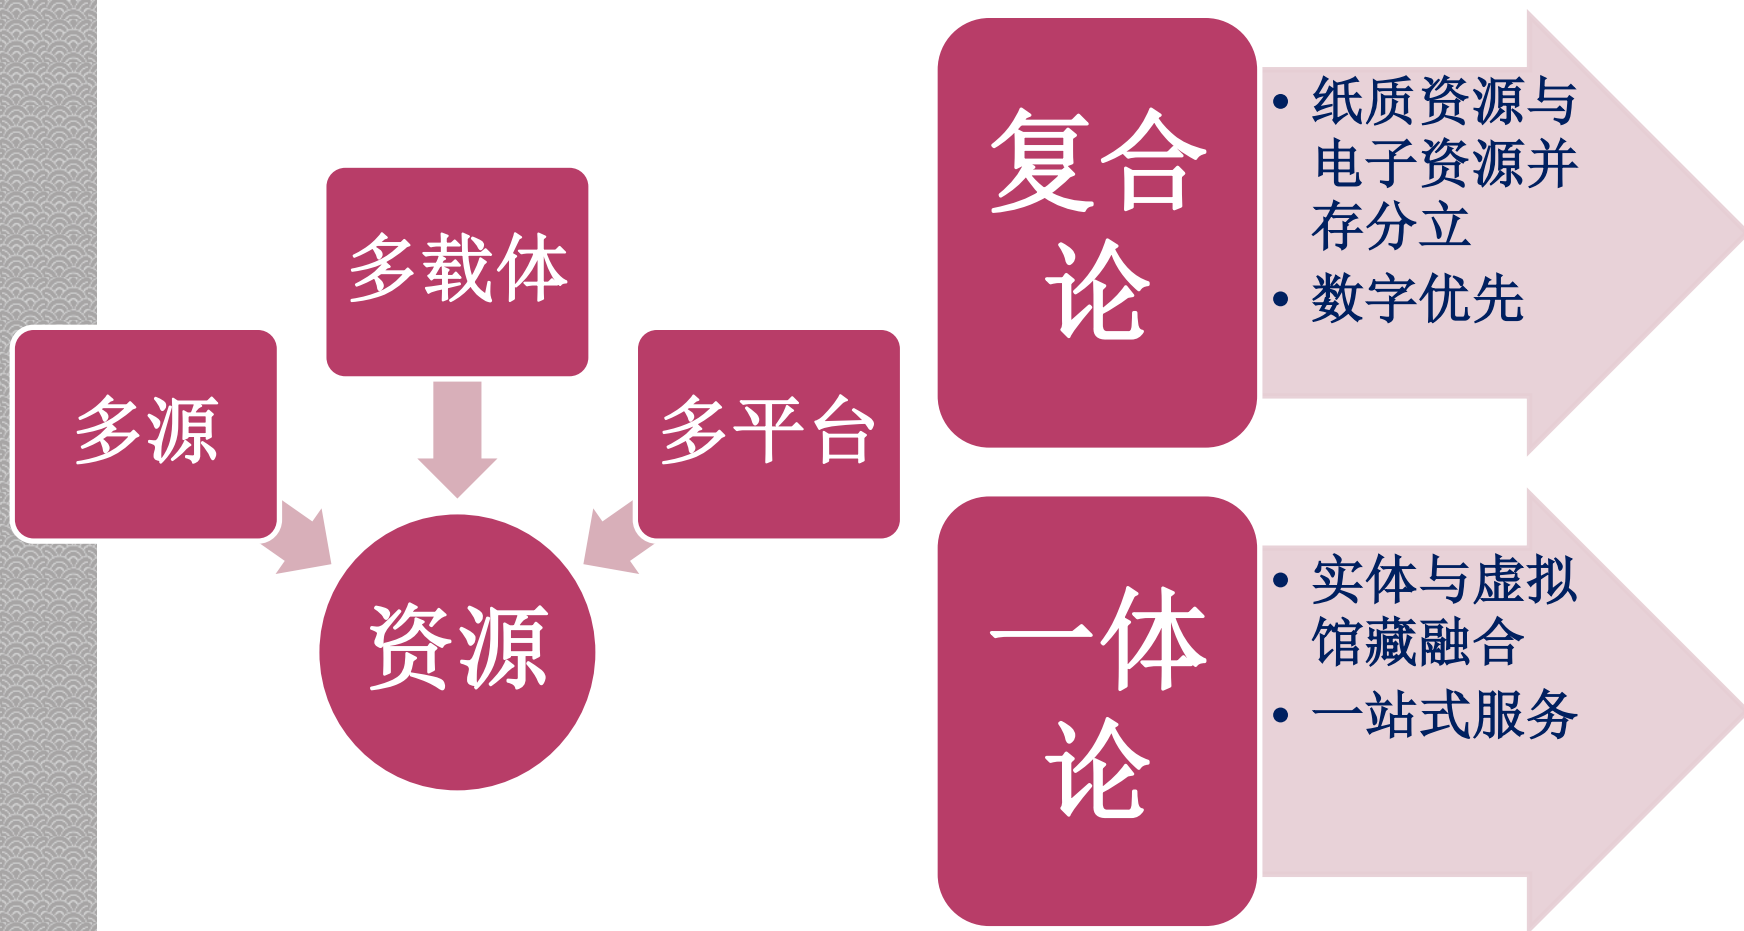 多载体
多源
多平台
资源
复合
论
• 纸质资源与
电子资源并
存分立
• 数字优先
一体
论
• 实体与虚拟
馆藏融合
• 一站式服务